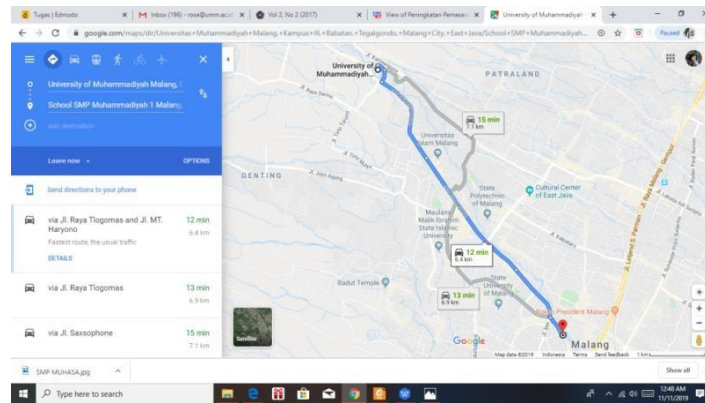 Tugas | Edmodo
Inbox (196) - rose@umm.ac.id
Vol 2, No 2 (2017)
View of Peningkatan Pemasar
University of Muhammadiyah
google.com/maps/dir/Universitas+Muhammadiyah+Malang,+Kampus+III,+Babatan,+Tegalgondo,+Malang+City,+East+Java/School+SMP+Muhammadiyah...
Paused
University of Muhammadiyah Malang,
School SMP Muhammadiyah 1 Malang,
Add destination
Leave now
OPTIONS
Send directions to your phone
via Jl. Raya Tlogomas and Jl. MT. Haryono
12 min
6.4 km
Fastest route, the usual traffic
DETAILS
via Jl. Raya Tlogomas
13 min
6.9 km
via Jl. Saxsophone
15 min
7.1 km
University of
Muhammadiyah...
PATRALAND
15 min
7.1 km
Universitas
Islam Malang
GENTING
State
Polytechnic
of Malang
Cultural Center
of East Java
Maulana
Malik Ibrahim
State Islamic
University
12 min
6.4 km
Badut Temple
State
University
of Malang
13 min
6.9 km
President Malang
Malang
Satellite
Google
Map data ©2019
Indonesia
Terms
Send feedback
1 km
SMP MUHASA.jpg
Show all
Type here to search
12:48 AM
11/11/2019